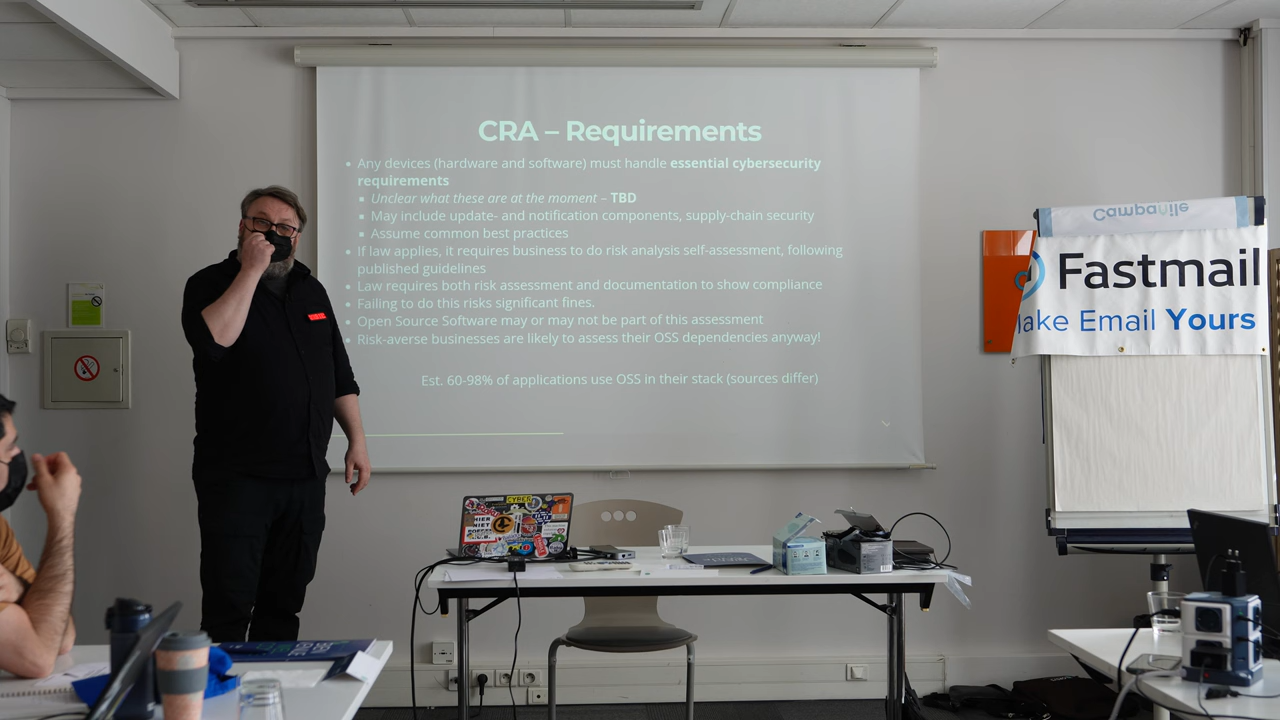 CRA – Requirements
Any devices (hardware and software) must handle essential cybersecurity
requirements
Unclear what these are at the moment – TBD
May include update- and notification components, supply-chain security
Assume common best practices
If law applies, it requires business to do risk analysis self-assessment, following
published guidelines
Law requires both risk assessment and documentation to show compliance
Failing to do this risks significant fines.
Open Source Software may or may not be part of this assessment
Risk-averse businesses are likely to assess their OSS dependencies anyway!
Est. 60-98% of applications use OSS in their stack (sources differ)
Campanile
Fastmail
ake Email Yours
CYBER
HIER
NIET